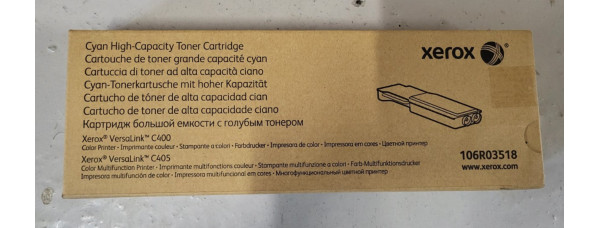 Cyan High-Capacity Toner Cartridge
Cartouche de toner grande capacité cyan
Cartuccia di toner ad alta capacità ciano
Cyan-Tonerkartusche mit hoher Kapazität
Cartucho de tóner de alta capacidad cian
Cartucho de toner de alta capacidade ciano
Картридж большой емкости с голубым тонером
Xerox® VersaLink™ C400
Color Printer - Imprimante couleur - Stampante a colori - Farbdrucker - Impresora de color - Impressora a cores - Цветной принтер
Xerox® VersaLink™ C405
Color Multifunction Printer - Imprimante multifonctions couleur - Stampante multifunzione a colori - Farb-Multifunktionsdrucker
Impresora multifunción de color - Impressora multifuncional em cores - Многофункциональный цветной принтер
xerox
106R03518
www.xerox.com